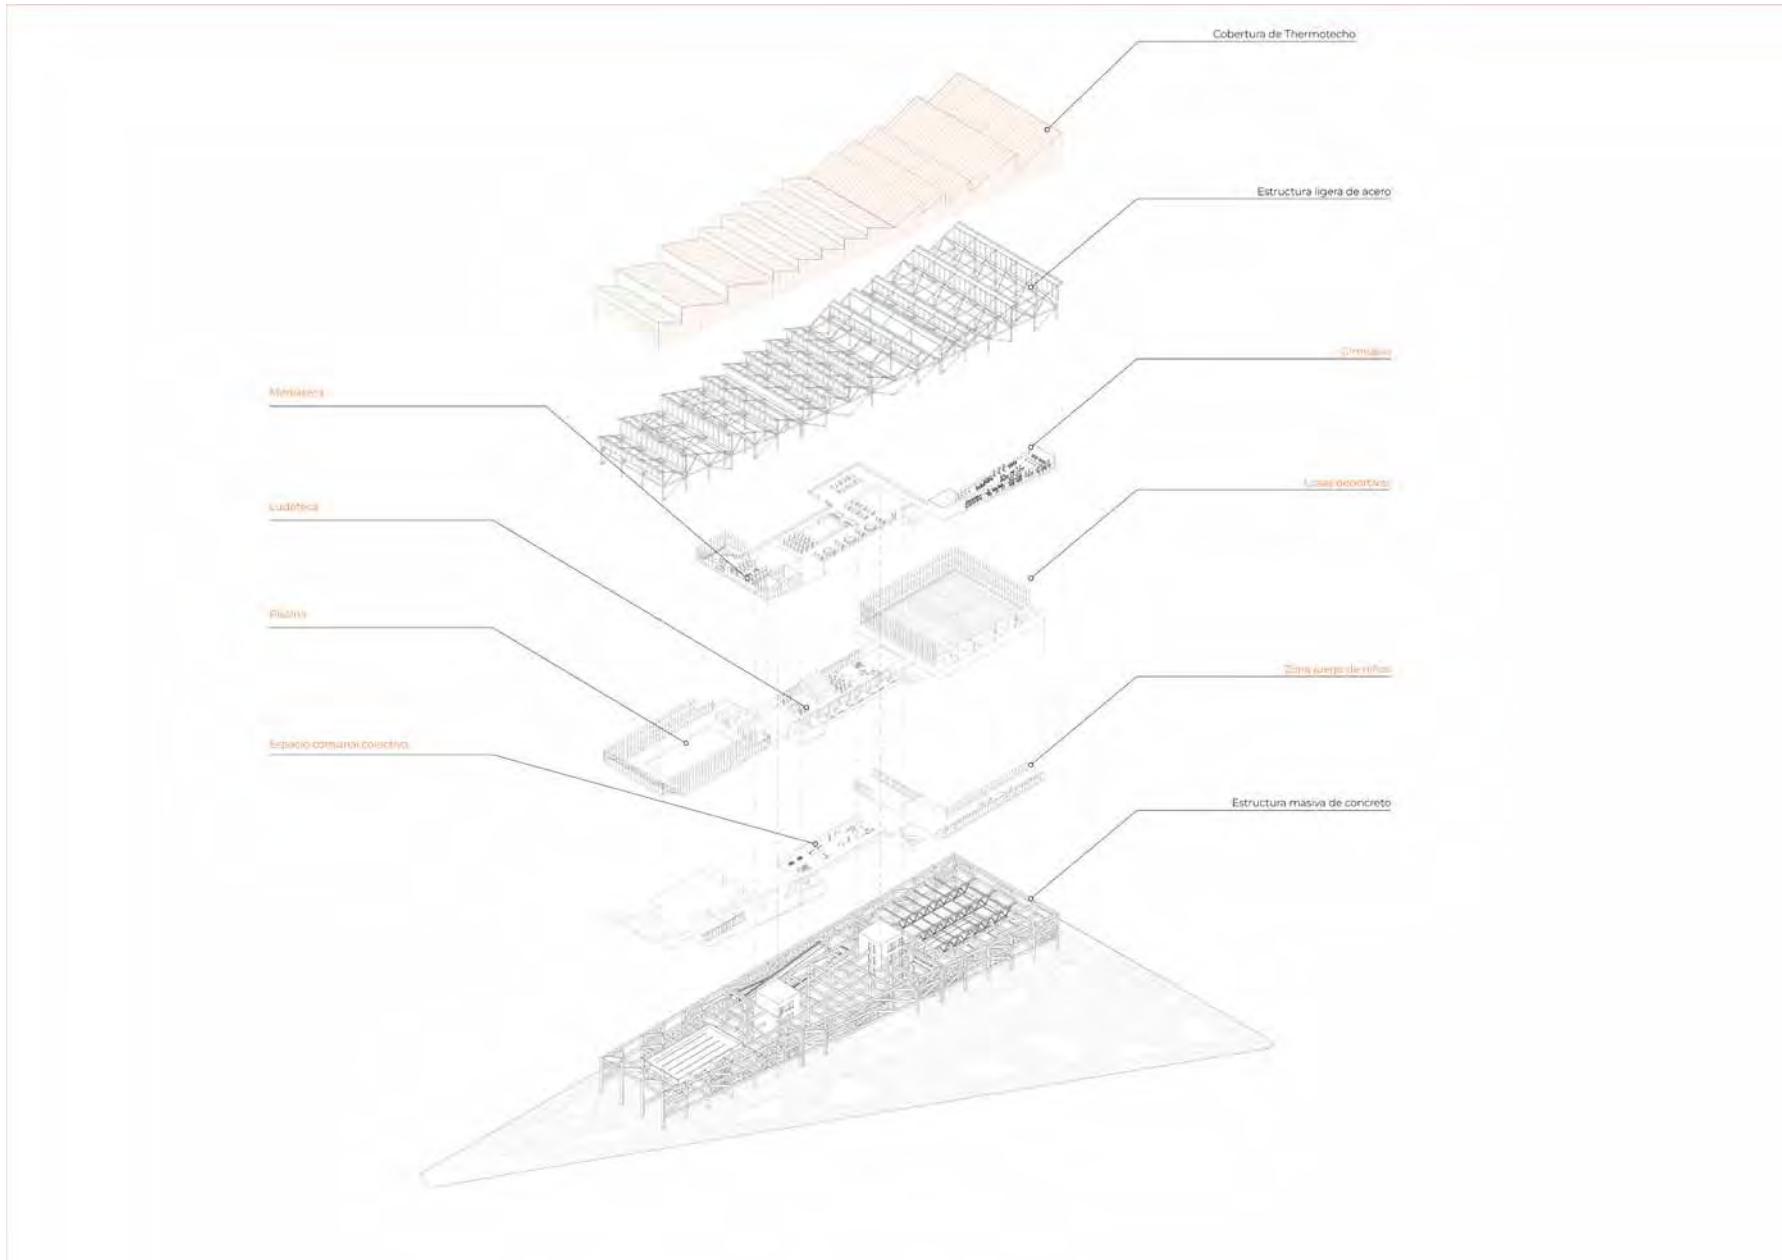 Cobertura de Thermotecho
Estructura ligera de acero
Gimnasio
Mediateca
Losas deportivas
Ludoteca
Piscina
Zona juego de niños
Espacio comunal colectivo
Estructura masiva de concreto